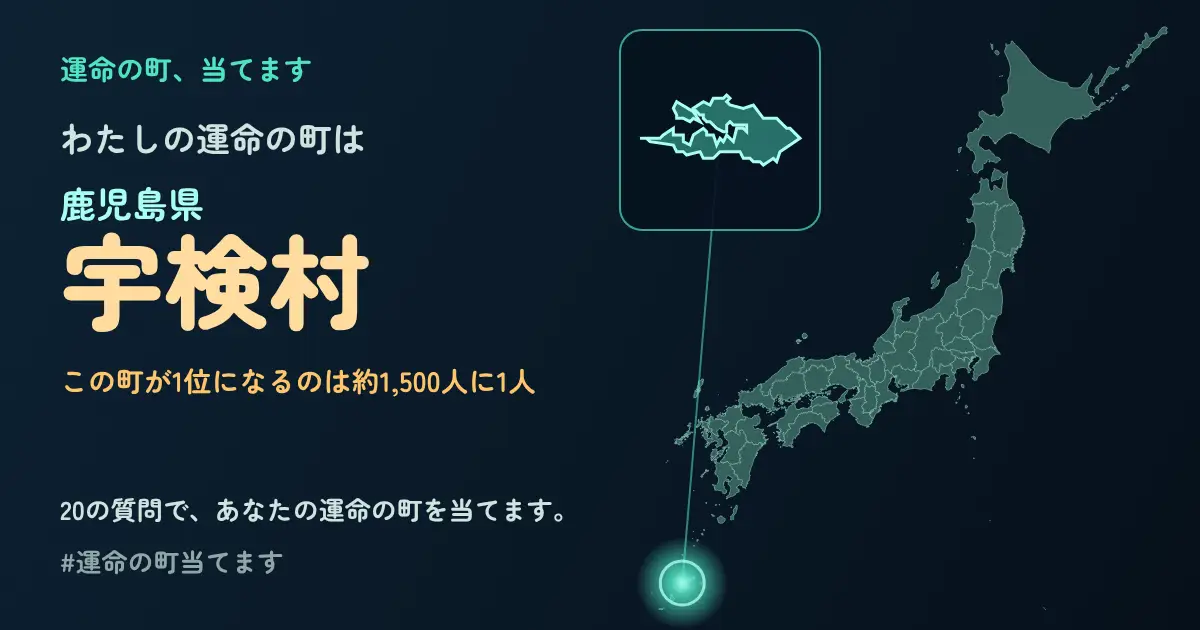 運命の町、当てます
わたしの運命の町は
鹿児島県
宇検村
この町が1位になるのは約1,500人に1人
20の質問で、あなたの運命の町を当てます。
#運命の町当てます